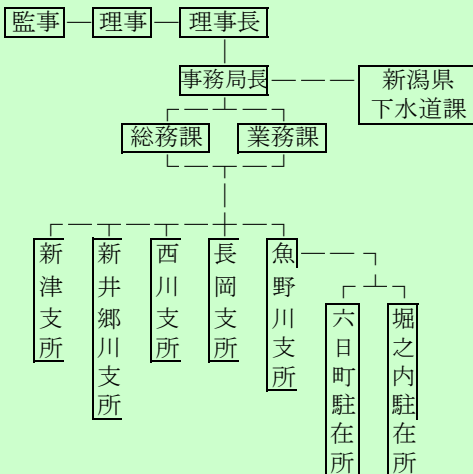 監事 理事 理事長
事務局長
新潟県
下水道課
総務課 業務課
新津支所
新井郷川支所
西川支所
長岡支所
魚野川支所
六日町駐在所
堀之内駐在所